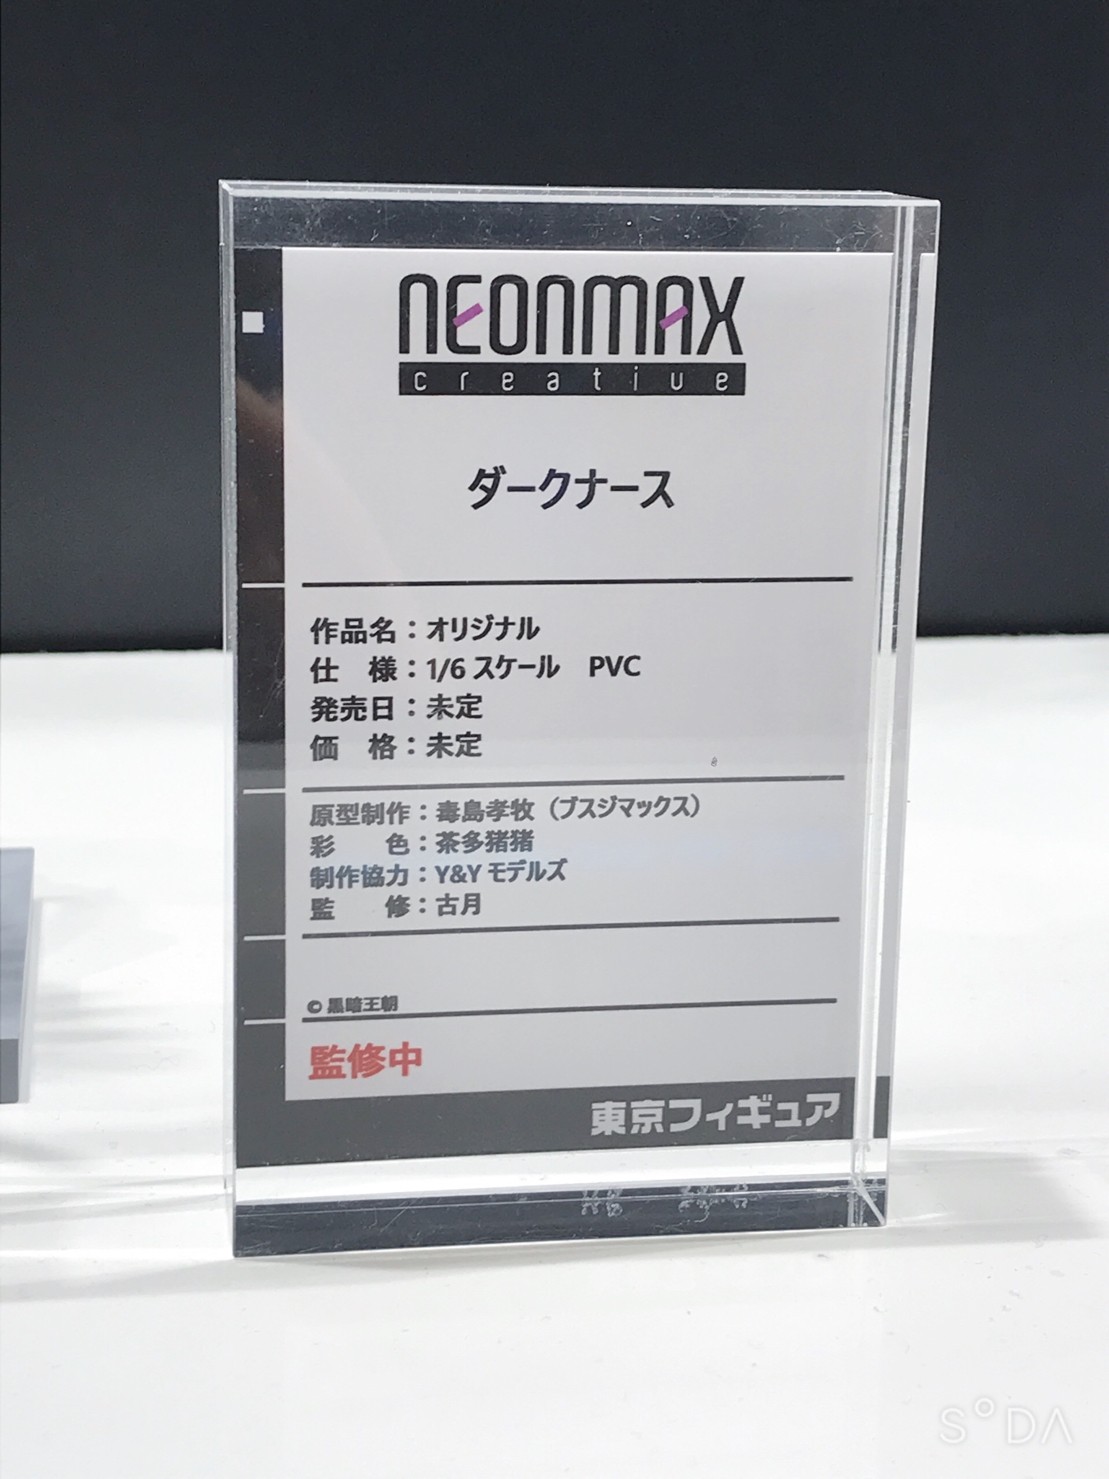 neonmax
creative
ダークナース
作品名：オリジナル
仕　様：1/6 スケール　PVC
発売日：未定
価　格：未定
原型制作：毒島孝牧（ブスジマックス）
彩　　色：茶多猪猪
制作協力：Y&Y モデルズ
監　　修：古月
© 黒暗王朝
監修中
東京フィギュア
SODA